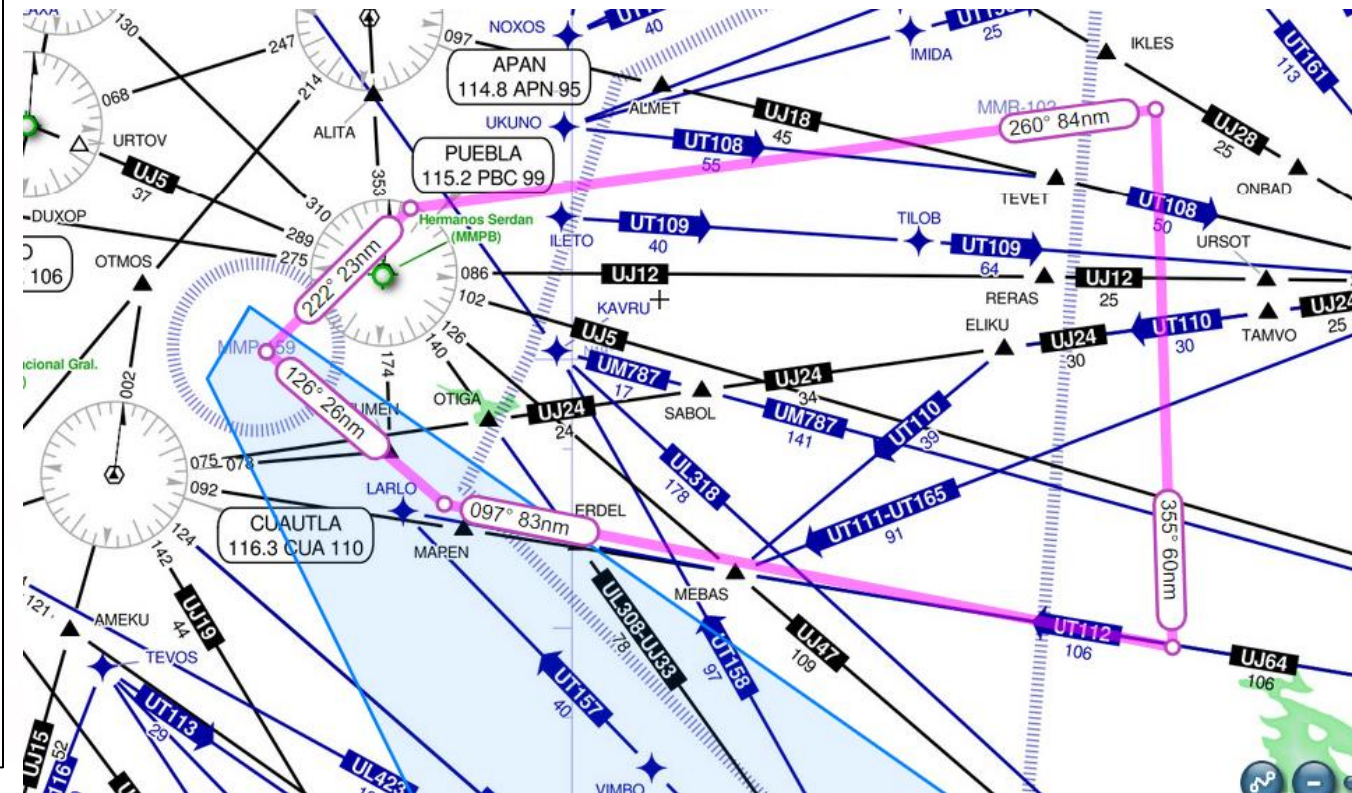 130
247
068
214
097
NOXOS
40
IMIDA
25
IKLES
UT161
113
APAN
114.8 APN 95
ALMET
MMR-102
260° 84nm
URTOV
ALITA
UKUNO
UJ18
45
UJ28
25
UJ5
37
PUEBLA
115.2 PBC 99
UT108
55
ONBAD
353
TEVET
UT108
50
DUXOP
310
289
275
Hermanos Serdan
(MMPB)
ILETO
UT109
40
TILOB
UT109
64
URSOT
106
OTMOS
222° 23nm
086
102
UJ12
RERAS
UJ12
25
KAVRU
UJ5
ELIKU
UJ24
30
UT110
30
TAMVO
UJ24
25
126
140
174
cional Gral.
002
126° 26nm
OTIGA
UJ24
24
UM787
17
SABOL
UJ24
34
UM787
141
UT110
39
075
078
092
LARLO
UL318
178
CUAUTLA
116.3 CUA 110
MAPEN
097° 83nm
ERDEL
UT111-UT165
91
355° 60nm
142
124
MEBAS
121
AMEKU
UJ19
44
UL308-UJ33
78
UT158
97
UJ47
109
UT112
106
UJ64
106
TEVOS
UT113
29
UT157
40
UJ15
52
116
UL423
VIMBO